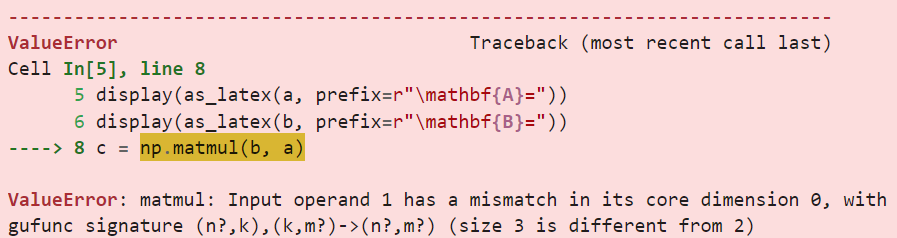 ---------------------------------------------------------------------------
ValueError                                Traceback (most recent call last)
Cell In[5], line 8
      5 display(as_latex(a, prefix=r"\mathbf{A}="))
      6 display(as_latex(b, prefix=r"\mathbf{B}="))
----> 8 c = np.matmul(b, a)

ValueError: matmul: Input operand 1 has a mismatch in its core dimension 0, with
gufunc signature (n?,k),(k,m?)->(n?,m?) (size 3 is different from 2)